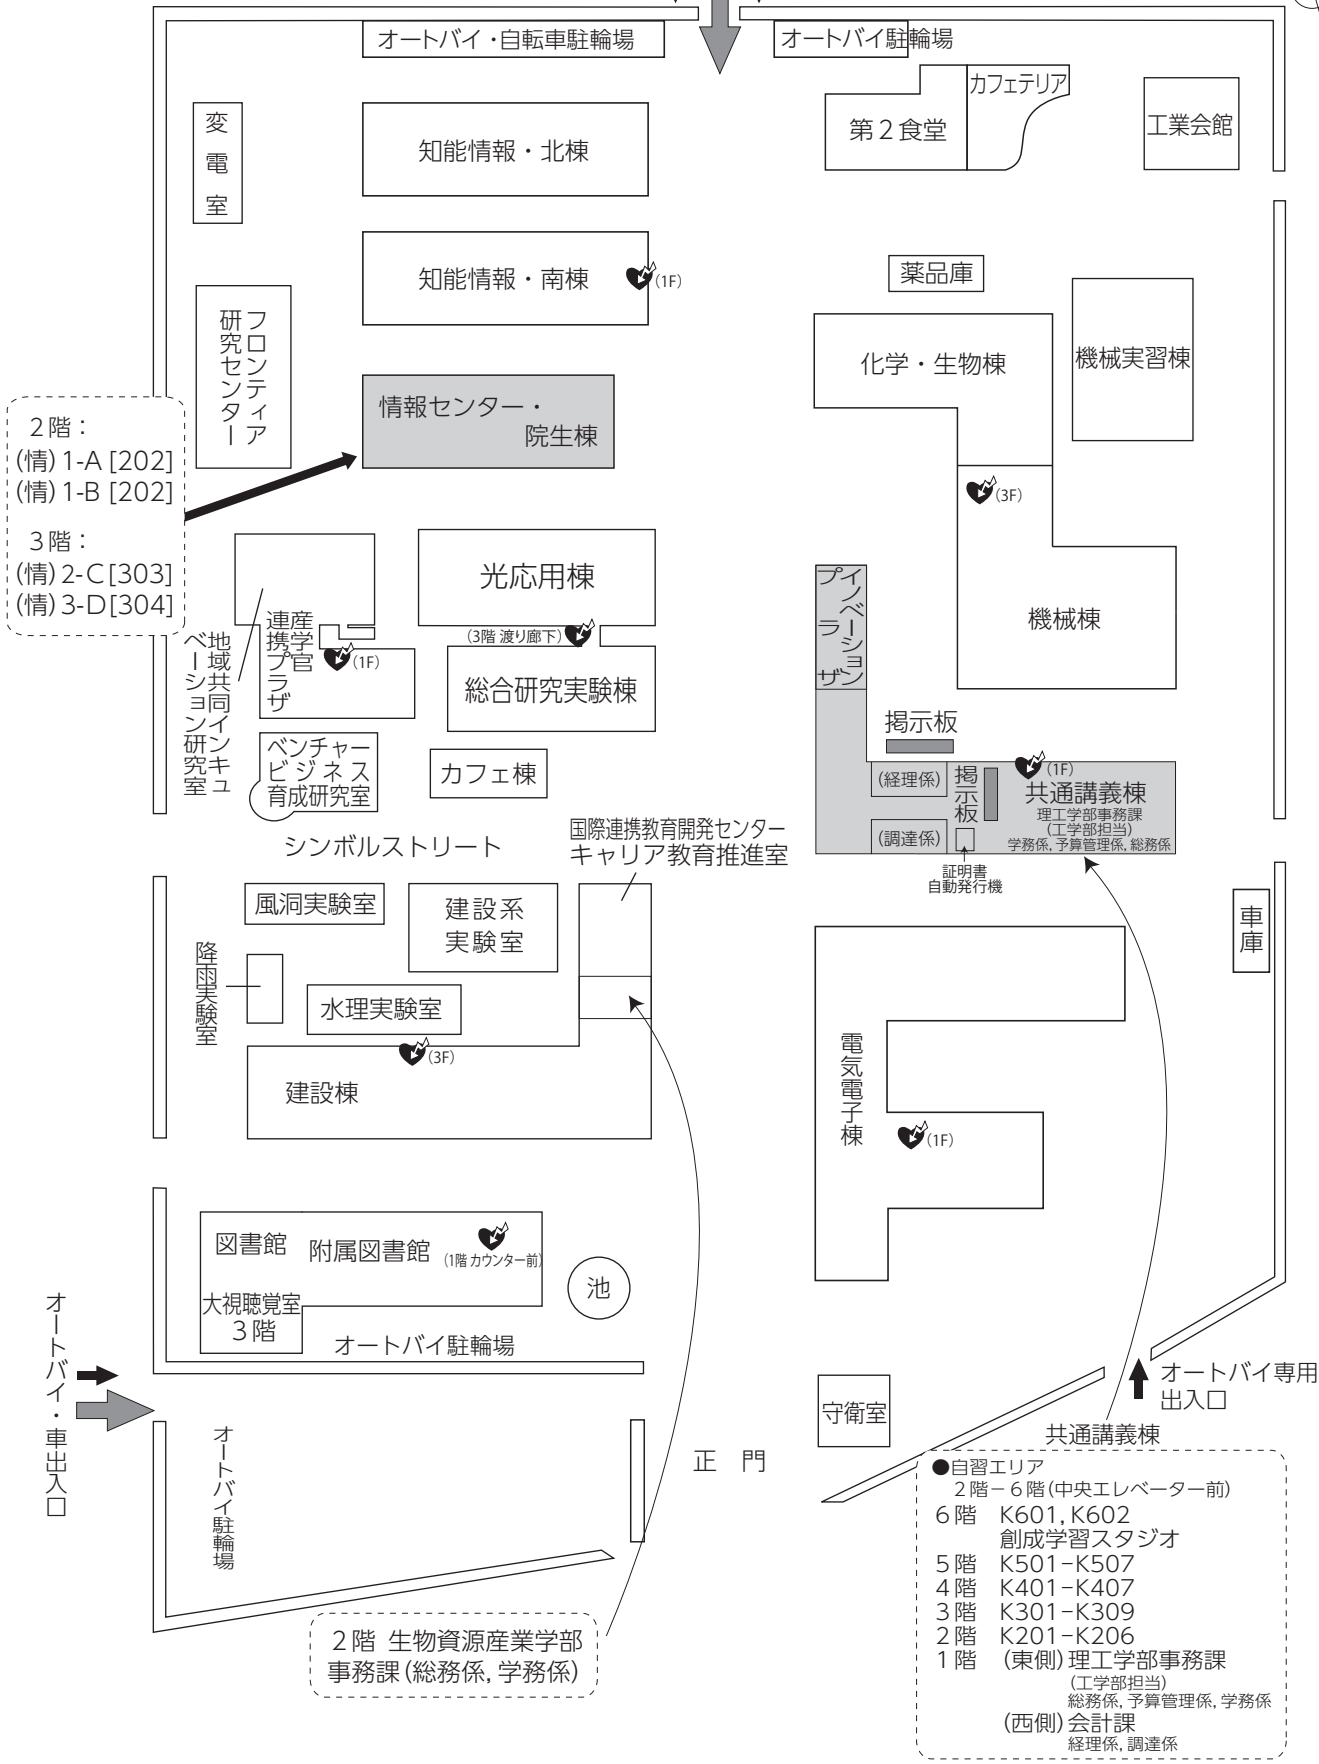 オートバイ・自転車駐輪場
オートバイ駐輪場
変電室
知能情報・北棟
第2食堂
カフェテリア
工業会館
知能情報・南棟
(1F)
薬品庫
フロンティア
研究センター
化学・生物棟
機械実習棟
情報センター・
院生棟
2階：
(情)1-A [202]
(情)1-B [202]
3階：
(情)2-C[303]
(情)3-D[304]
(3F)
光応用棟
機械棟
イノベーション
プラザ
産学官
連携プラザ
(1F)
(3階 渡り廊下)
総合研究実験棟
地域共同インキュ
ベーション研究室
掲示板
ベンチャー
ビジネス
育成研究室
カフェ棟
(経理係)
掲示板
(1F)
共通講義棟
理工学部事務課
(工学部担当)
学務係, 予算管理係, 総務係
(調達係)
証明書
自動発行機
シンボルストリート
国際連携教育開発センター
キャリア教育推進室
風洞実験室
建設系
実験室
車庫
降雨実験室
水理実験室
(3F)
建設棟
電気電子棟
(1F)
図書館
附属図書館
(1階 カウンター前)
池
大視聴覚室
3階
オートバイ駐輪場
オートバイ・車出入口
オートバイ専用
出入口
守衛室
オートバイ駐輪場
正 門
共通講義棟
●自習エリア
2階－6階(中央エレベーター前)
6階 K601, K602
創成学習スタジオ
5階 K501-K507
4階 K401-K407
3階 K301-K309
2階 K201-K206
1階 (東側)理工学部事務課
(工学部担当)
総務係, 予算管理係, 学務係
(西側)会計課
経理係, 調達係
2階 生物資源産業学部
事務課(総務係, 学務係)